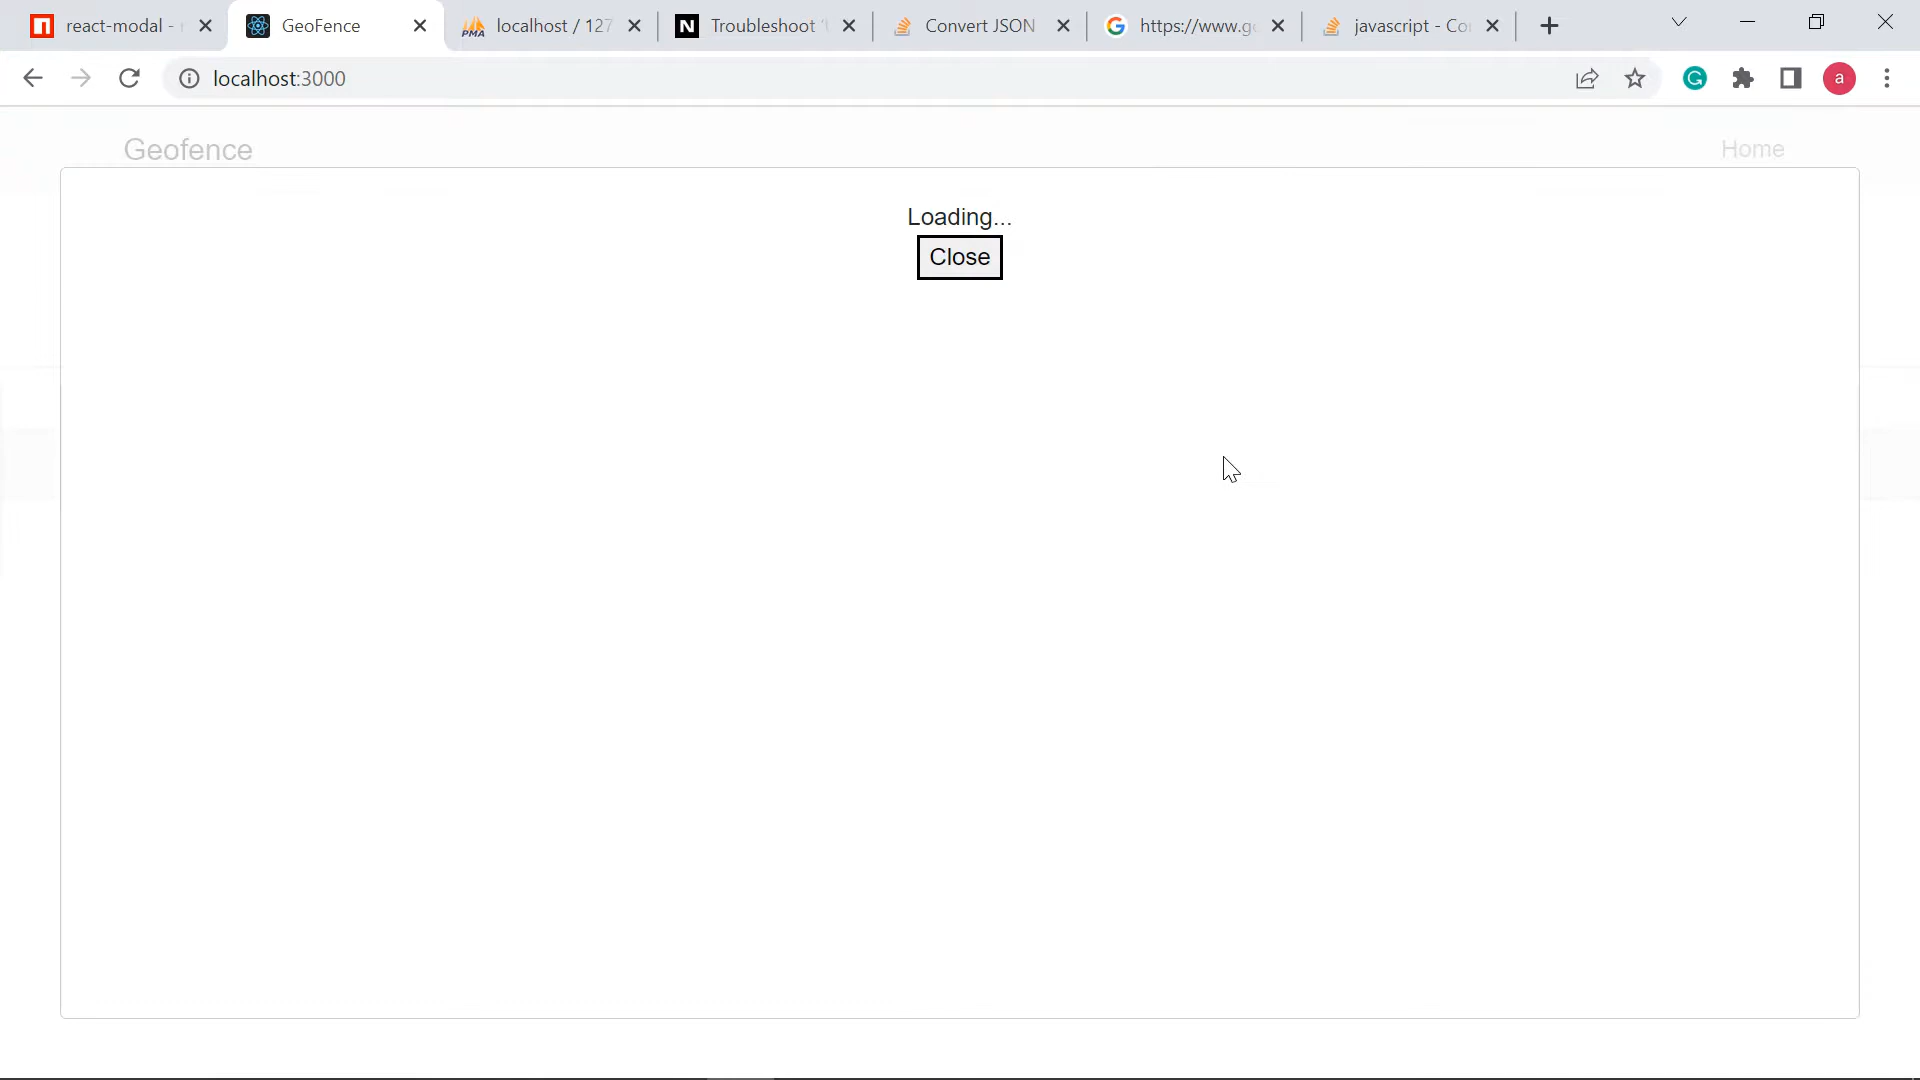 react-modal -
GeoFence
localhost / 127
Troubleshoot
Convert JSON
https://www.g
javascript - Co
localhost:3000
a
Geofence
Home
Loading...
Close